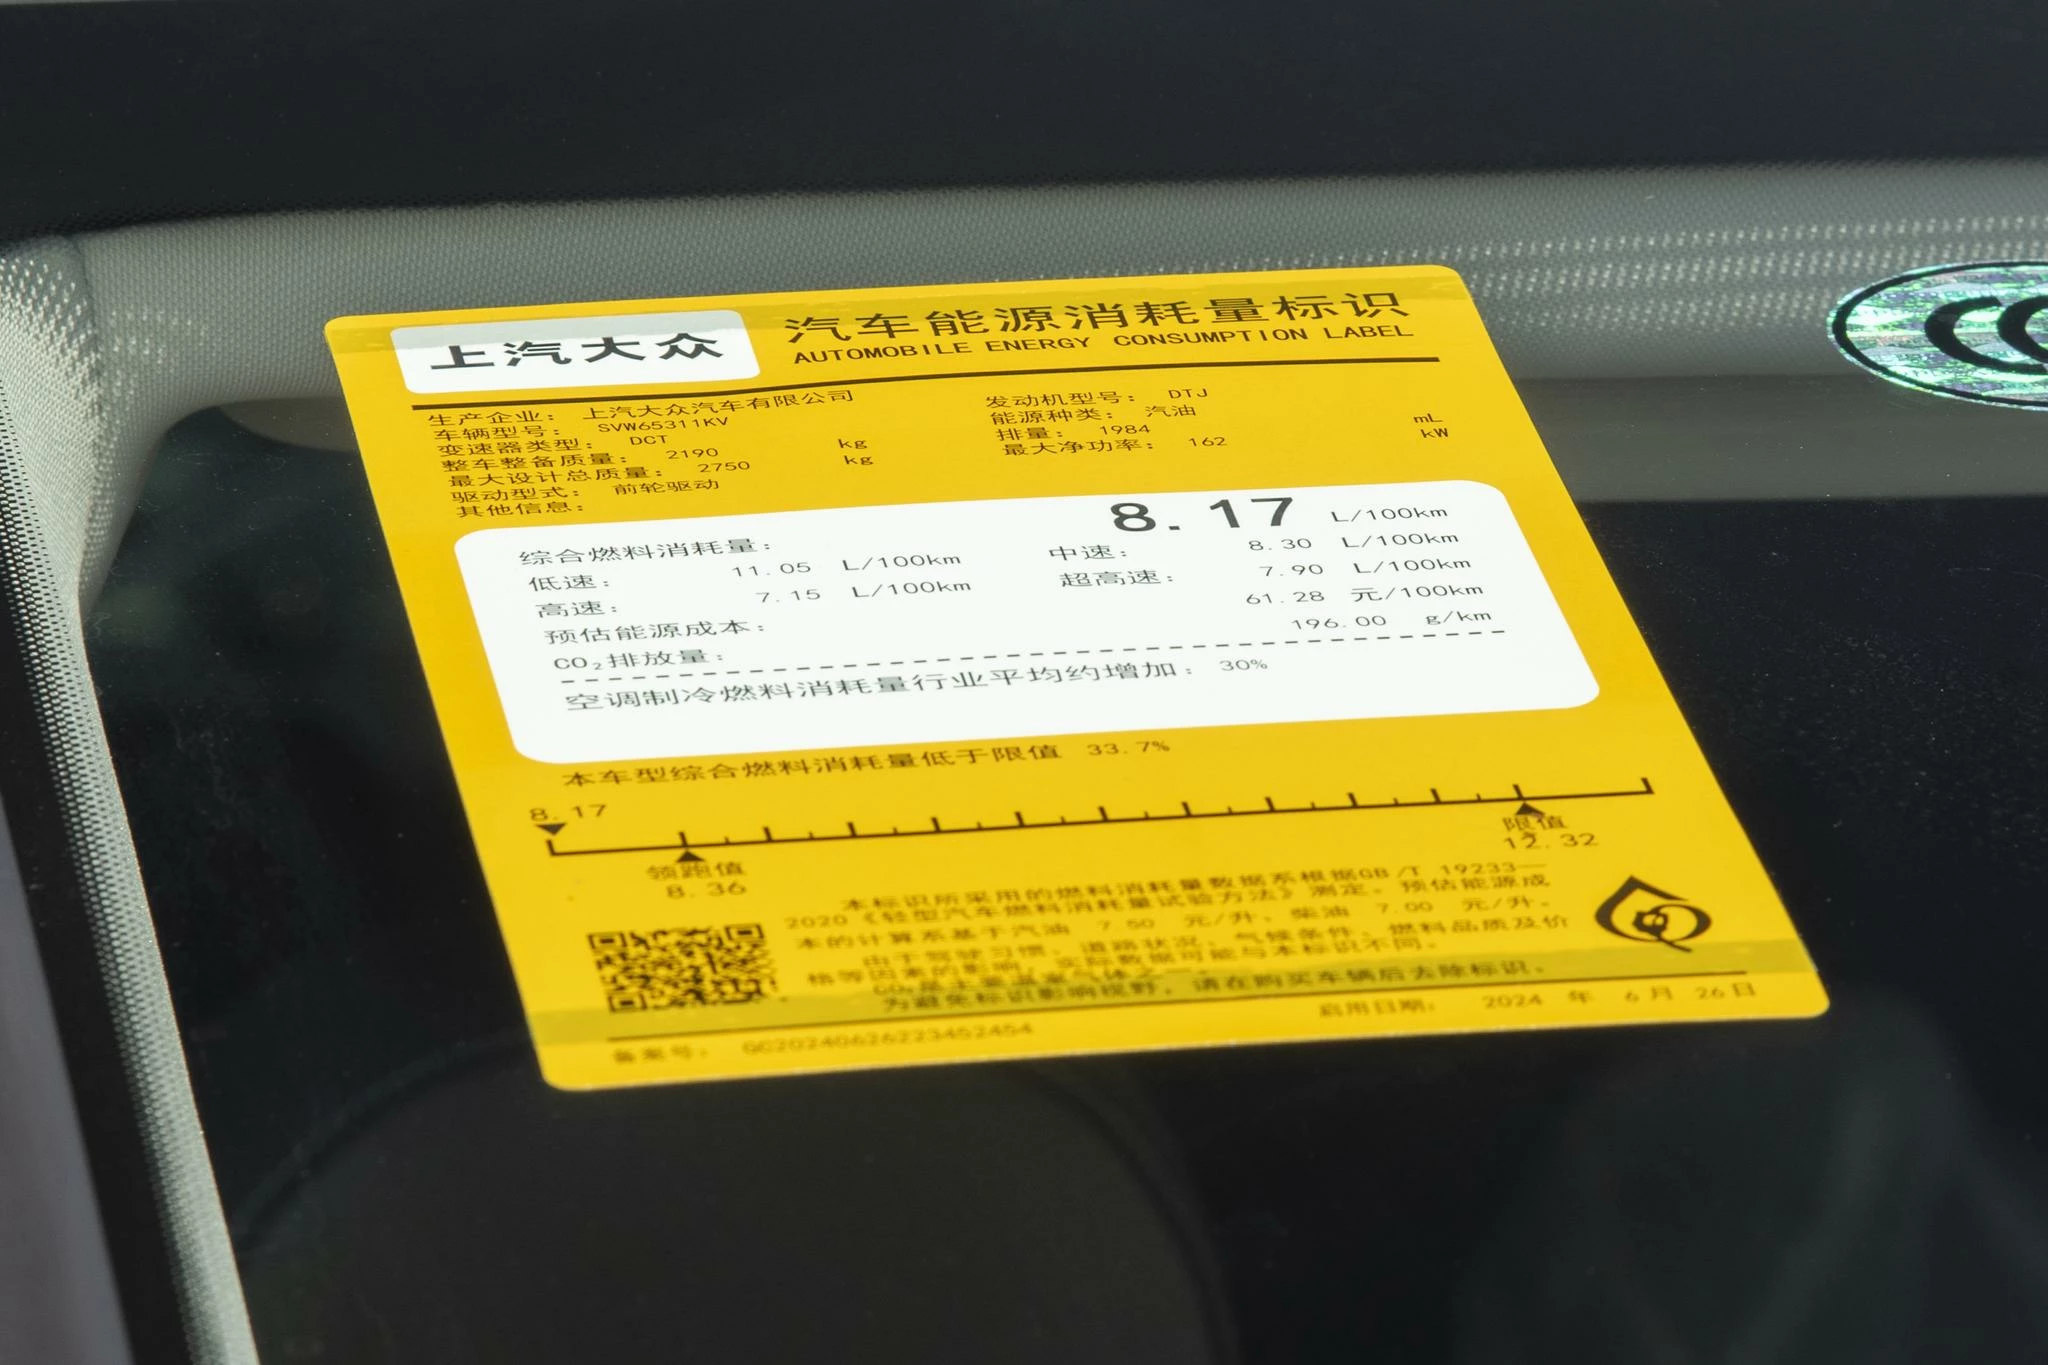 上汽大众
汽车能源消耗量标识
AUTOMOBILE ENERGY CONSUMPTION LABEL
生产企业: 上汽大众汽车有限公司
车辆型号: SVW65311KV
变速器类型: DCT
整车整备质量: 2190 kg
最大设计总质量: 2750 kg
驱动型式: 前轮驱动
其他信息:
发动机型号: DTJ
能源种类: 汽油
排量: 1984 mL
最大净功率: 162 kW
综合燃料消耗量: 8.17 L/100km
低速: 11.05 L/100km 中速: 8.30 L/100km
高速: 7.15 L/100km 超高速: 7.90 L/100km
预估能源成本: 61.28 元/100km
CO₂排放量: 196.00 g/km
空调制冷燃料消耗量行业平均约增加: 30%
本车型综合燃料消耗量低于限值 33.7%
8.17
领跑值
8.36
限值
12.32
本标识所采用的燃料消耗量数据系根据GB/T 19233—
2020《轻型汽车燃料消耗量试验方法》测定。预估能源成
本的计算系基于汽油 7.50 元/升、柴油 7.00 元/升。
由于驾驶习惯、道路状况、气候条件、燃料品质及价
格等因素的影响,实际数据可能与本标识不同。
CO₂是主要温室气体之一。
为避免标识影响视野,请在购买车辆后去除标识。
备案号: QC20240626223452454
启用日期: 2024 年 6 月 26 日
CC